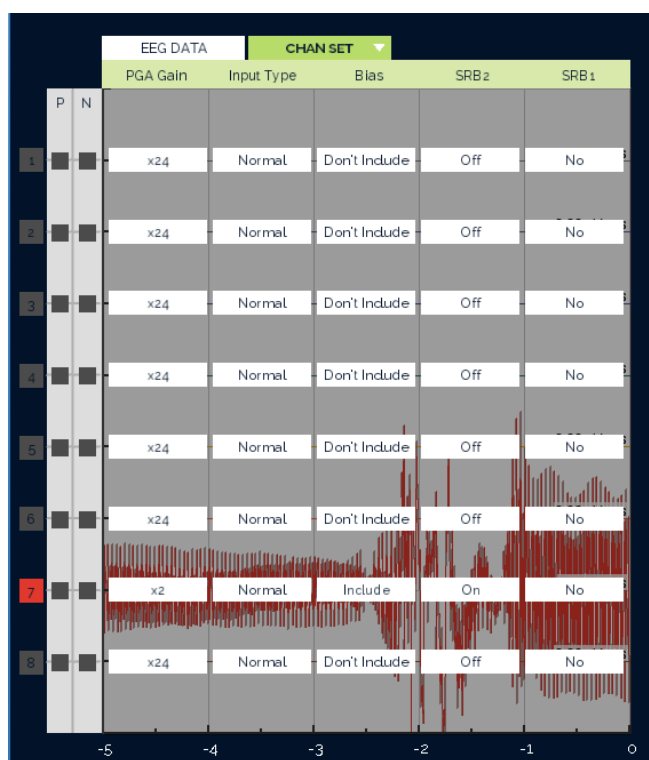 EEG DATA CHAN SET
PGA Gain Input Type Bias SRB2 SRB1
P N
1 x24 Normal Don't Include Off No
2 x24 Normal Don't Include Off No
3 x24 Normal Don't Include Off No
4 x24 Normal Don't Include Off No
5 x24 Normal Don't Include Off No
6 x24 Normal Don't Include Off No
7 x2 Normal Include On No
8 x24 Normal Don't Include Off No
-5 -4 -3 -2 -1 0